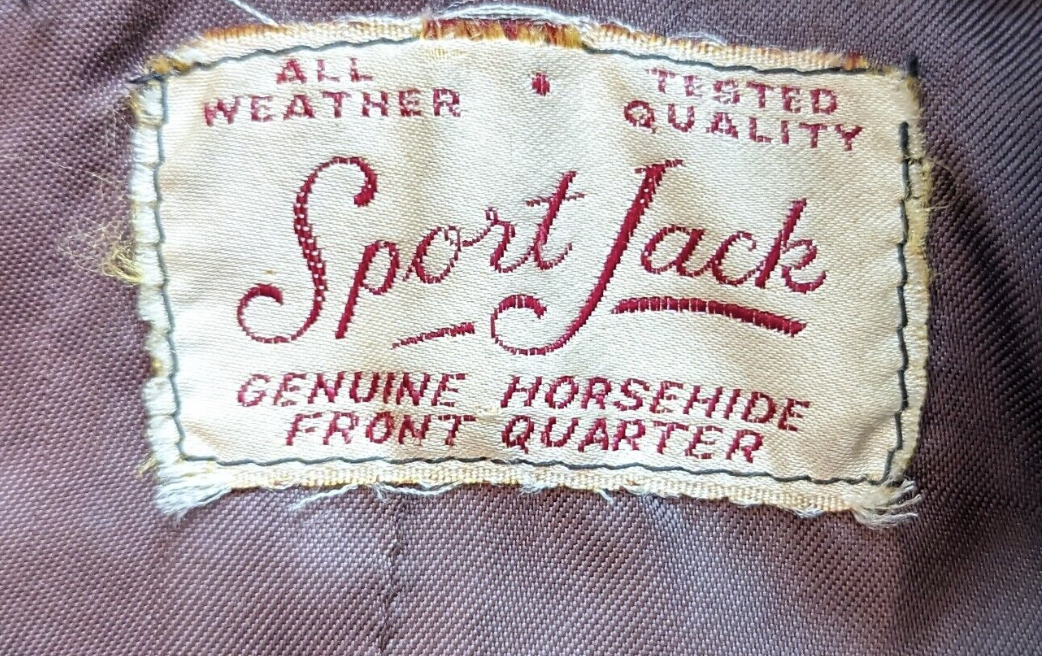 ALL WEATHER • TESTED QUALITY
Sport Jack
GENUINE HORSEHIDE
FRONT QUARTER